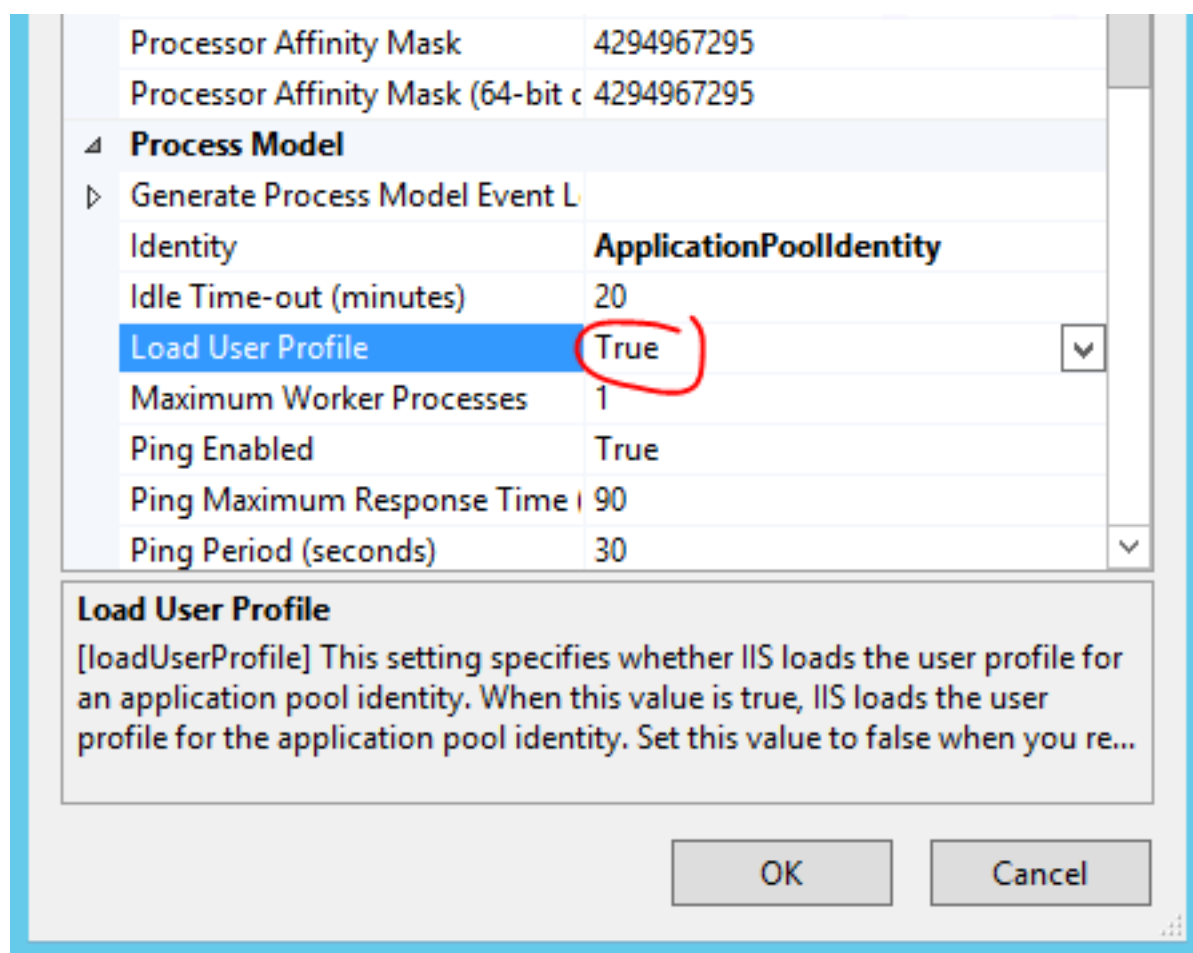 Processor Affinity Mask 4294967295
Processor Affinity Mask (64-bit 4294967295
Process Model
Generate Process Model Event
Identity ApplicationPoolIdentity
Idle Time-out (minutes) 20
Load User Profile True
Maximum Worker Processes 1
Ping Enabled True
Ping Maximum Response Time ( 90
Ping Period (seconds) 30
Load User Profile
[loadUserProfile] This setting specifies whether IIS loads the user profile for
an application pool identity. When this value is true, IIS loads the user
profile for the application pool identity. Set this value to false when you re...
OK Cancel